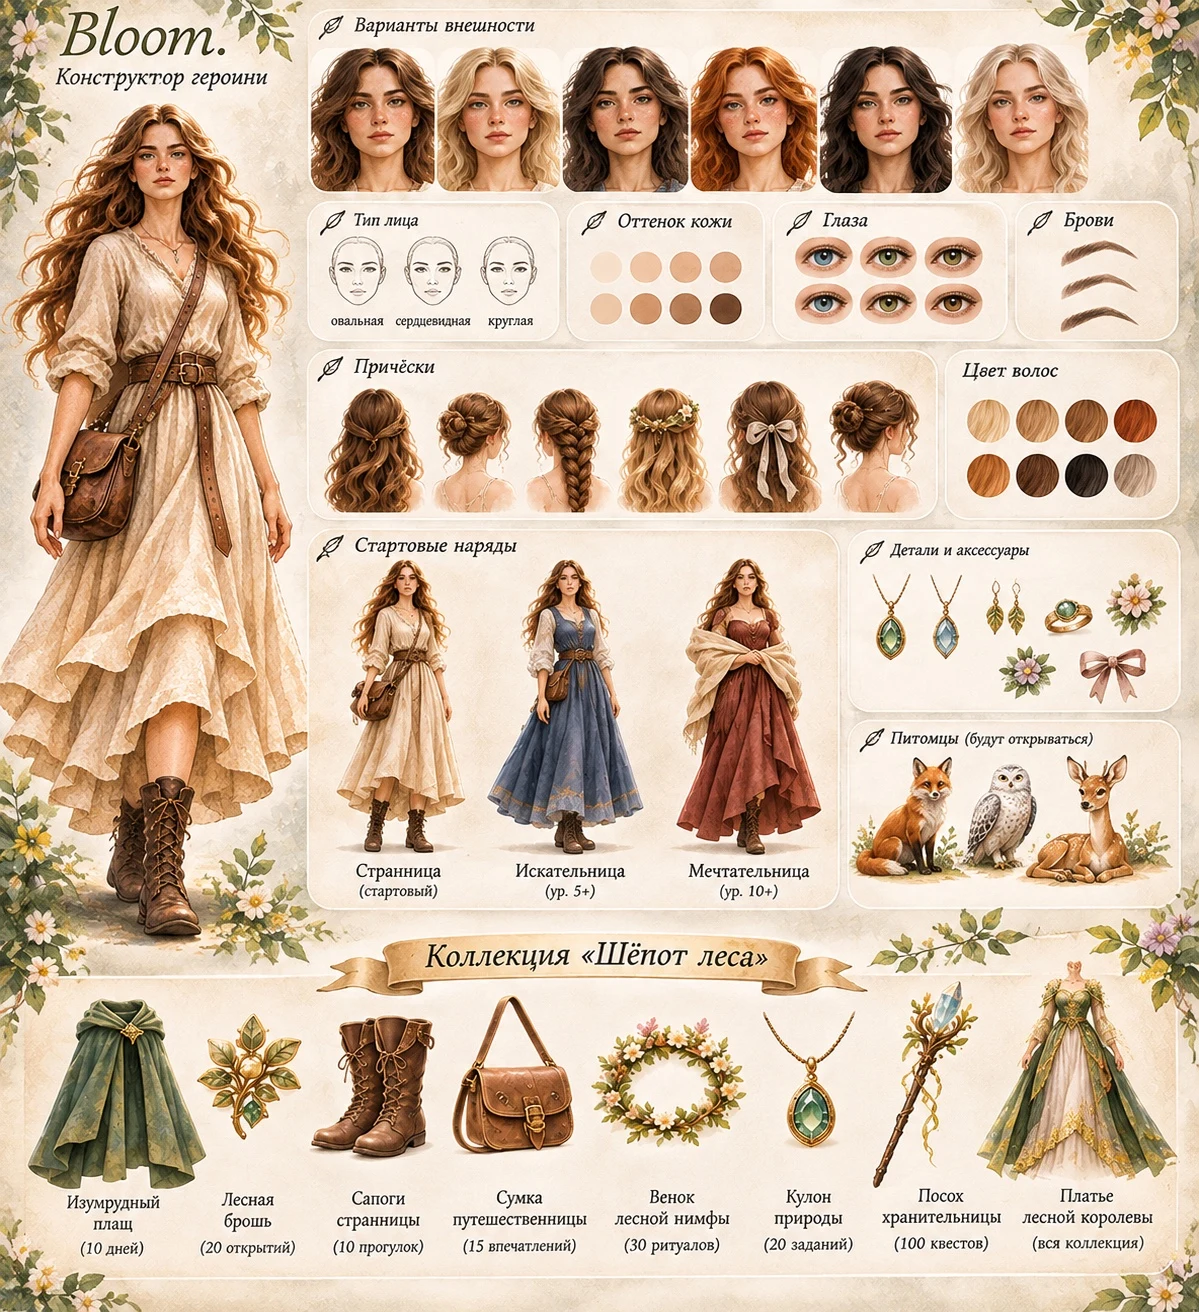 Bloom.
Конструктор героини
Варианты внешности
Тип лица
овальная
сердцевидная
круглая
Оттенок кожи
Глаза
Брови
Причёски
Цвет волос
Стартовые наряды
Странница
(стартовый)
Искательница
(ур. 5+)
Мечтательница
(ур. 10+)
Детали и аксессуары
Питомцы (будут открываться)
Коллекция «Шёпот леса»
Изумрудный
плащ
(10 дней)
Лесная
брошь
(20 открытий)
Сапоги
странницы
(10 прогулок)
Сумка
путешественницы
(15 впечатлений)
Венок
лесной нимфы
(30 ритуалов)
Кулон
природы
(20 заданий)
Посох
хранительницы
(100 квестов)
Платье
лесной королевы
(вся коллекция)